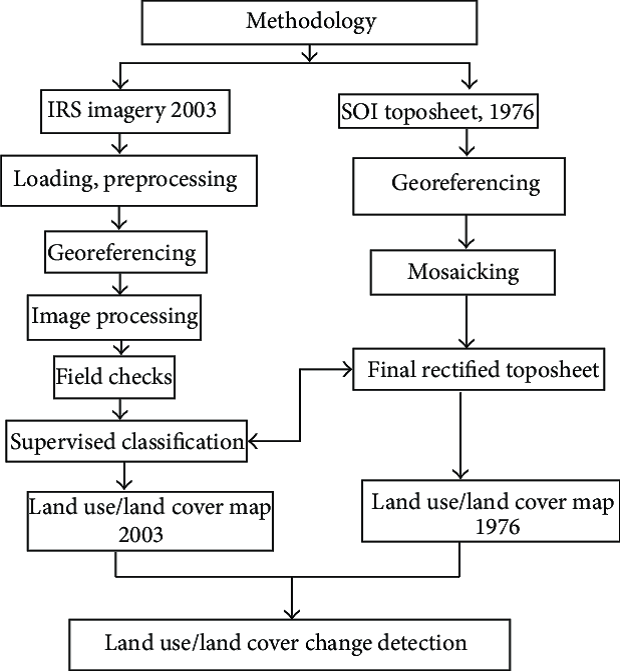 Methodology
IRS imagery 2003
SOI toposheet, 1976
Loading, preprocessing
Georeferencing
Georeferencing
Mosaicking
Image processing
Field checks
Final rectified toposheet
Supervised classification
Land use/land cover map
2003
Land use/land cover map
1976
Land use/land cover change detection